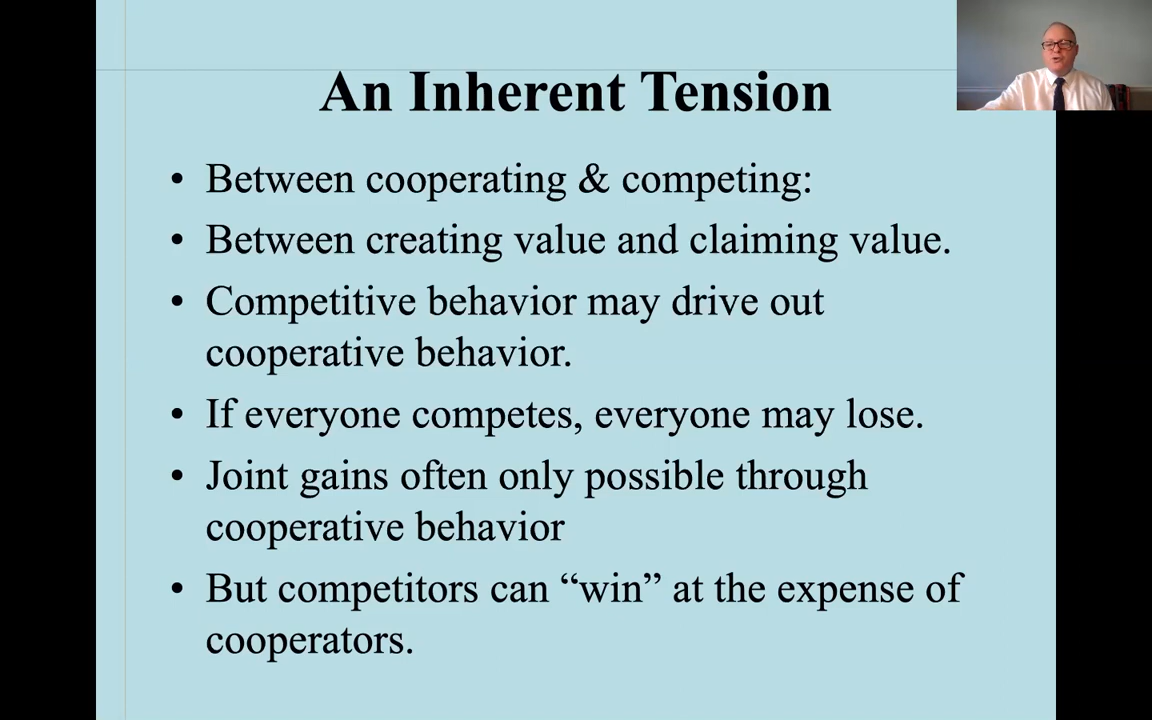 An Inherent Tension
• Between cooperating & competing:
• Between creating value and claiming value.
• Competitive behavior may drive out
cooperative behavior.
• If everyone competes, everyone may lose.
• Joint gains often only possible through
cooperative behavior
• But competitors can “win” at the expense of
cooperators.